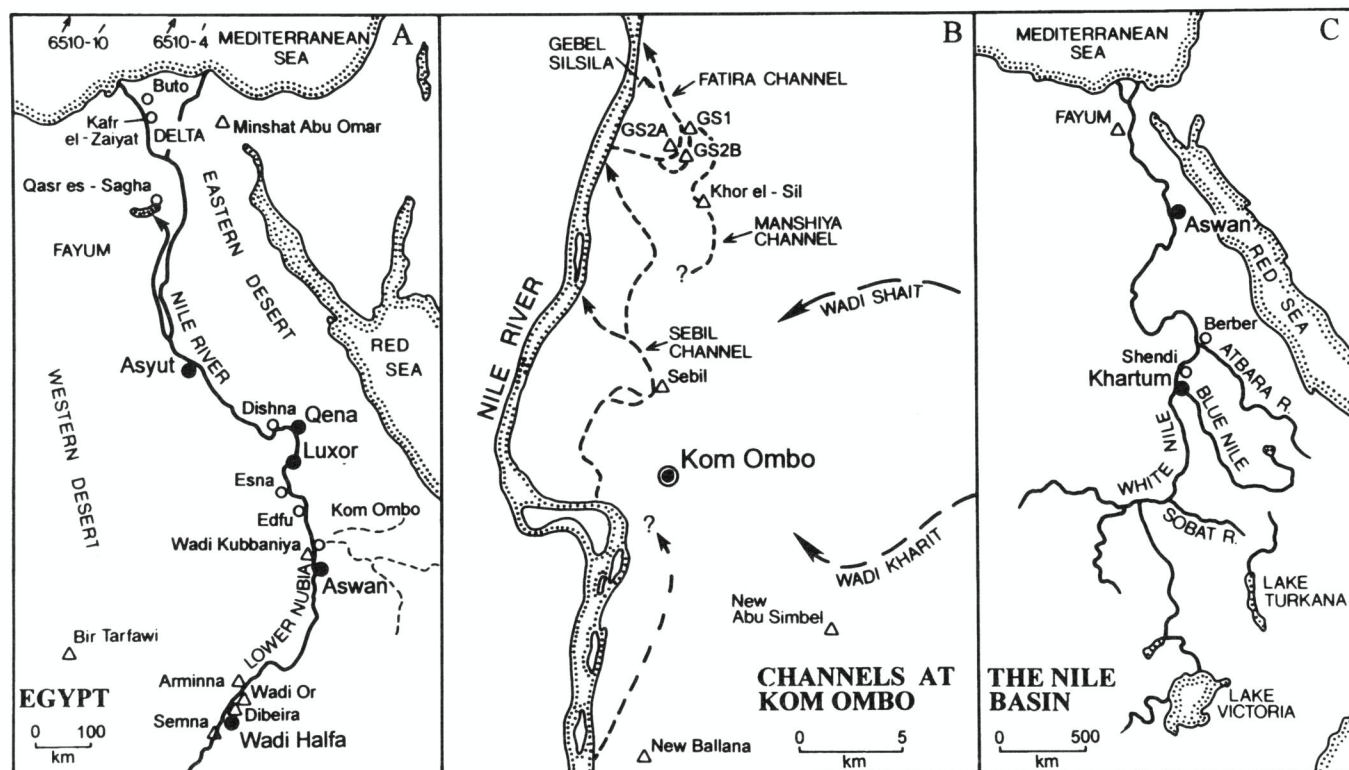 A
6510-10
6510-4
MEDITERRANEAN
SEA
Buto
Kafr
el-Zaiyat
DELTA
Minshat Abu Omar
Qasr es - Sagha
EASTERN DESERT
FAYUM
NILE RIVER
RED
SEA
Asyut
WESTERN DESERT
Dishna
Qena
Luxor
Esna
Edfu
Kom Ombo
Wadi Kubbaniya
Aswan
LOWER NUBIA
Bir Tarfawi
Arminna
Wadi Or
Dibeira
Semna
Wadi Halfa
EGYPT
0 100
km
B
GEBEL
SILSILA
FATIRA CHANNEL
GS1
GS2A
GS2B
Khor el - Sil
MANSHIYA
CHANNEL
?
NILE RIVER
WADI SHAIT
SEBIL
CHANNEL
Sebil
Kom Ombo
?
WADI KHARIT
New
Abu Simbel
CHANNELS AT
KOM OMBO
New Ballana
0 5
km
C
MEDITERRANEAN
SEA
FAYUM
Aswan
RED SEA
Berber
Shendi
Khartum
ATBARA R.
BLUE NILE
WHITE NILE
SOBAT R.
LAKE
TURKANA
THE NILE
BASIN
LAKE
VICTORIA
0 500
km